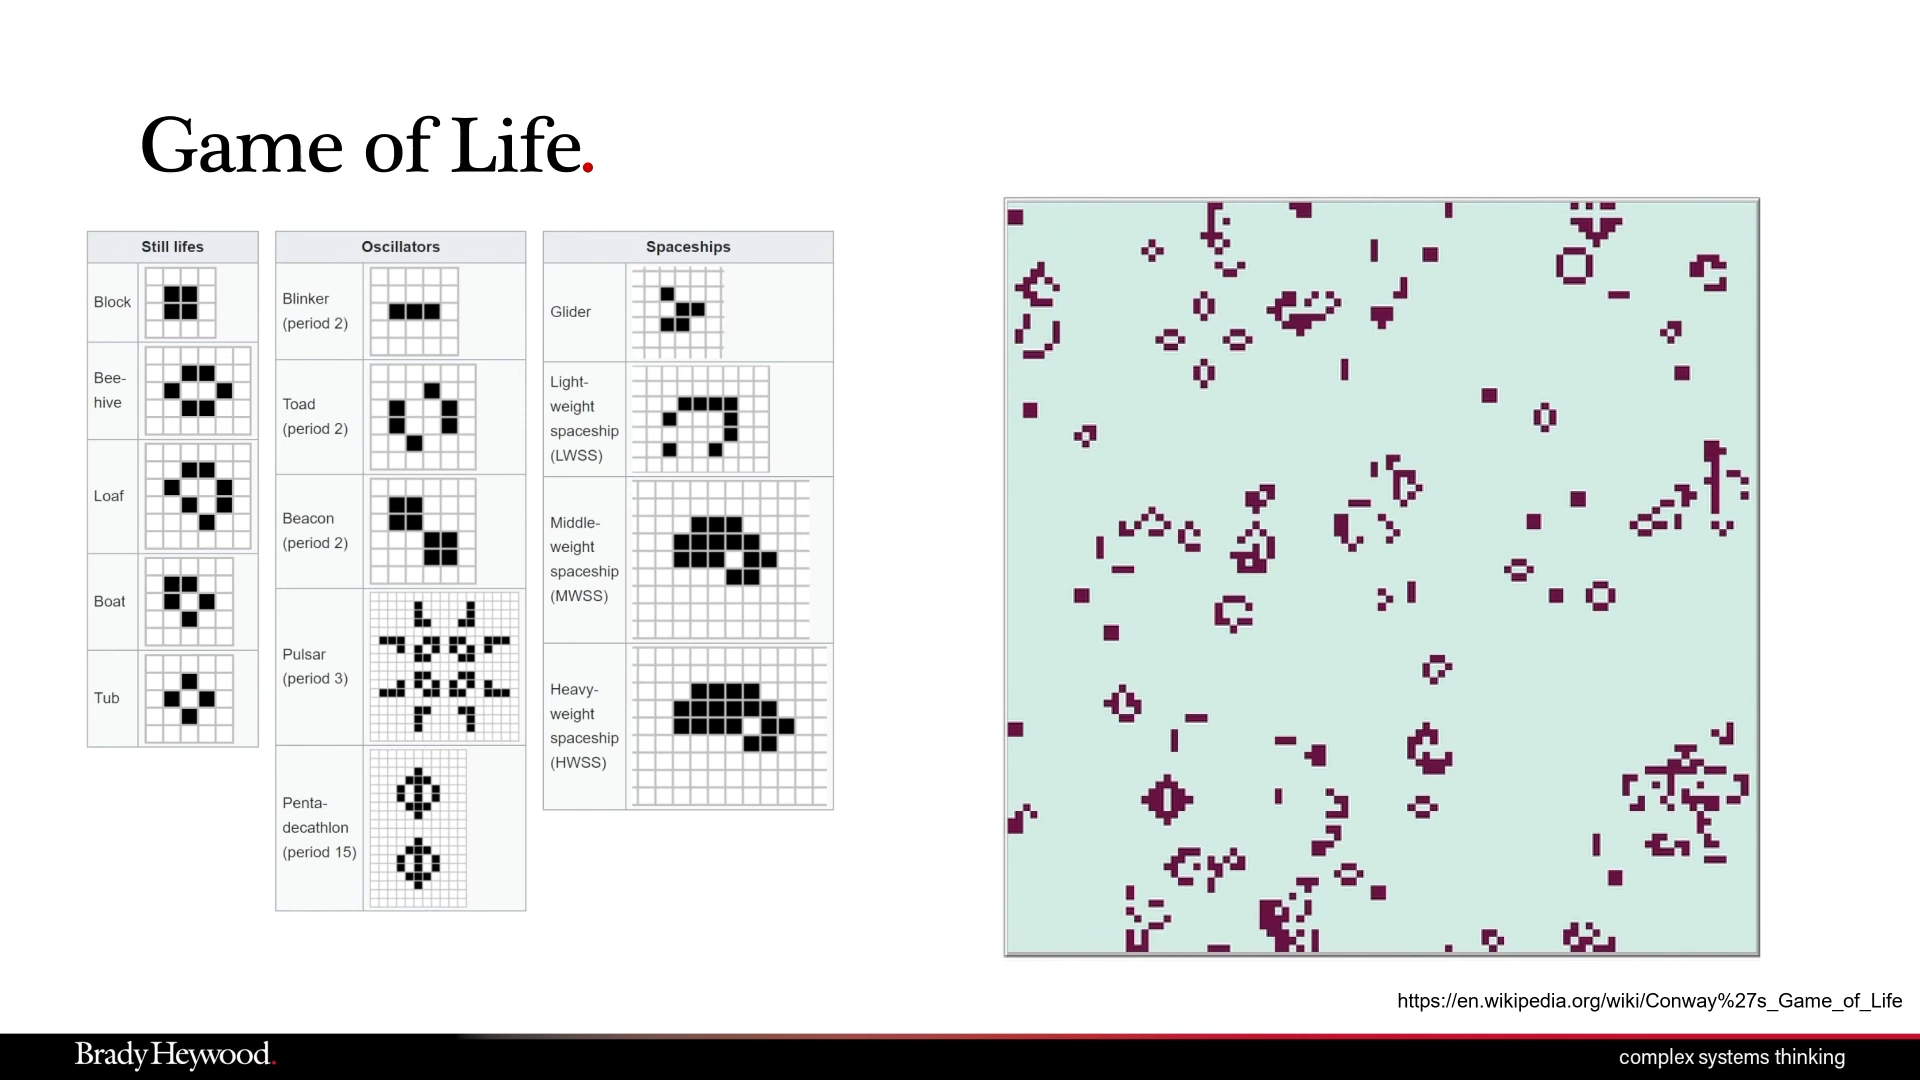 Game of Life.
Still lifes
Block
Bee-
hive
Loaf
Boat
Tub
Oscillators
Blinker
(period 2)
Toad
(period 2)
Beacon
(period 2)
Pulsar
(period 3)
Penta-
decathlon
(period 15)
Spaceships
Glider
Light-
weight
spaceship
(LWSS)
Middle-
weight
spaceship
(MWSS)
Heavy-
weight
spaceship
(HWSS)
https://en.wikipedia.org/wiki/Conway%27s_Game_of_Life
Brady Heywood.
complex systems thinking